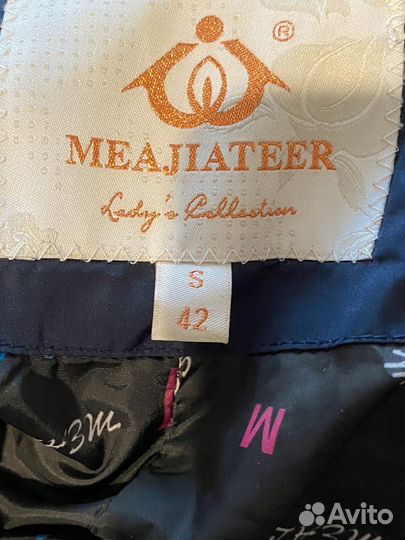 ®
MEAJIATEER
Lady's Collection
S
42
M
Avito